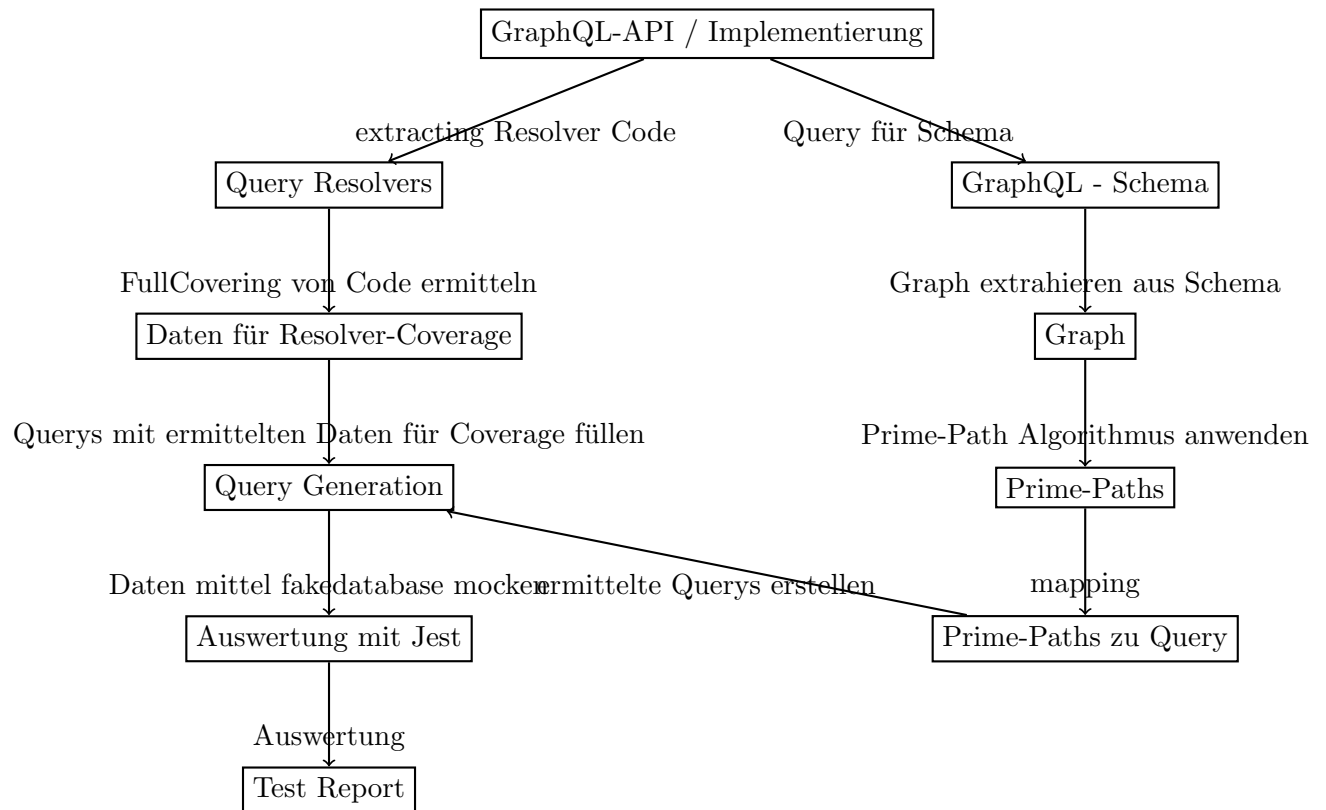 GraphQL-API / Implementierung
extracting Resolver Code
Query für Schema
Query Resolvers
GraphQL - Schema
FullCovering von Code ermitteln
Graph extrahieren aus Schema
Daten für Resolver-Coverage
Graph
Querys mit ermittelten Daten für Coverage füllen
Prime-Path Algorithmus anwenden
Query Generation
Prime-Paths
Daten mittel fakedatabase mocken
ermittelte Querys erstellen
mapping
Auswertung mit Jest
Prime-Paths zu Query
Auswertung
Test Report